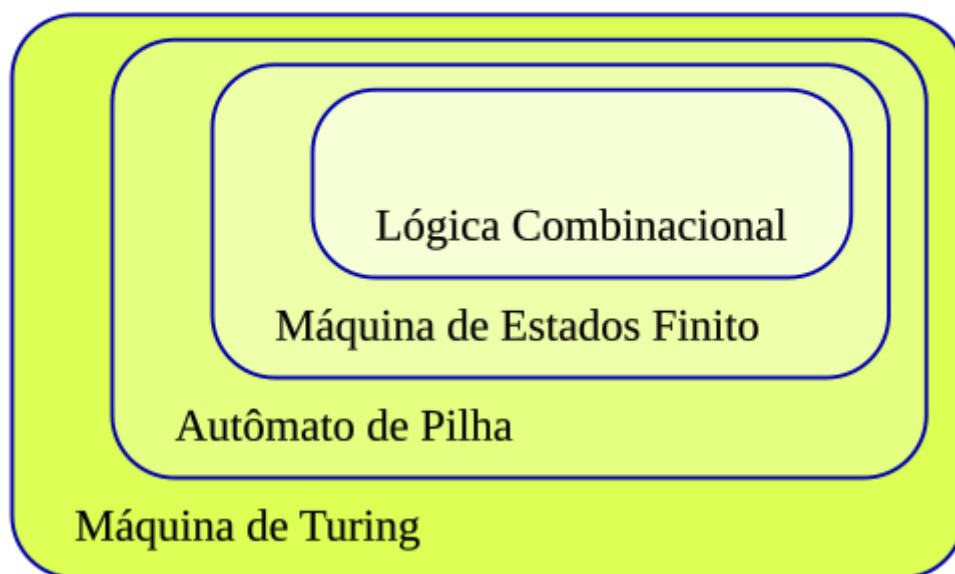 Lógica Combinacional
Máquina de Estados Finito
Autômato de Pilha
Máquina de Turing